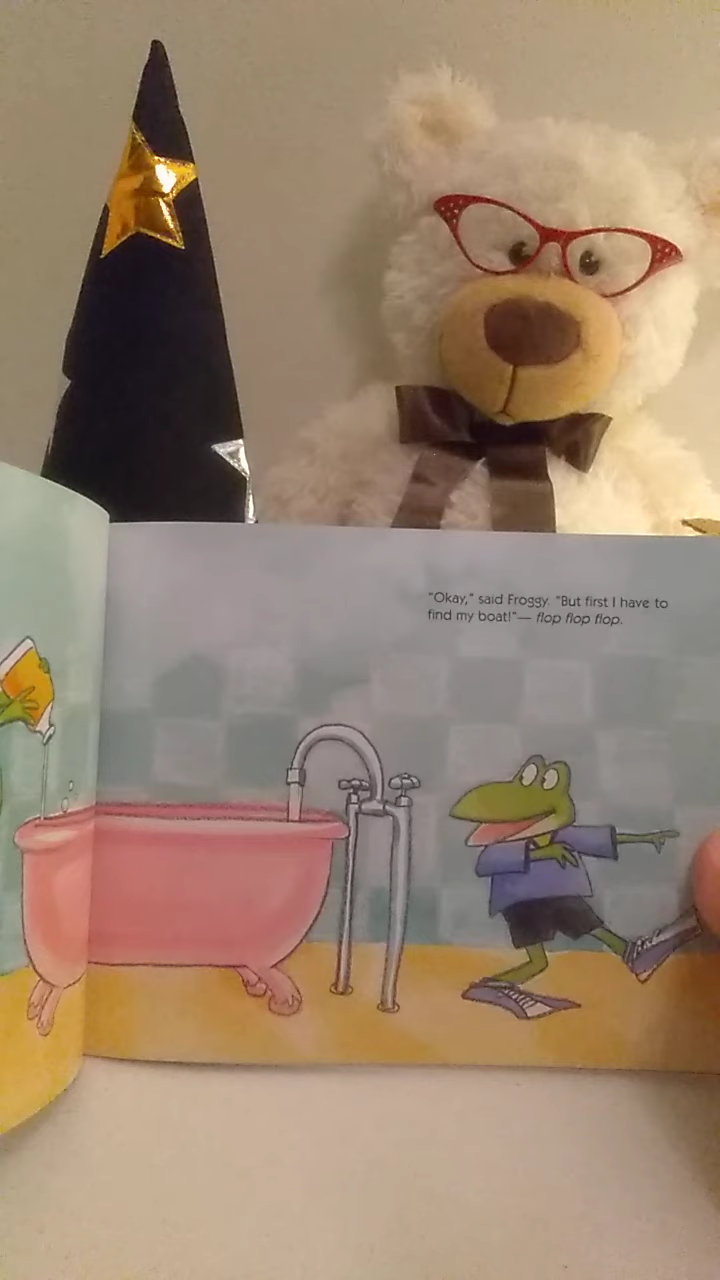 "Okay," said Froggy. "But first I have to
find my boat!"— flop flop flop.